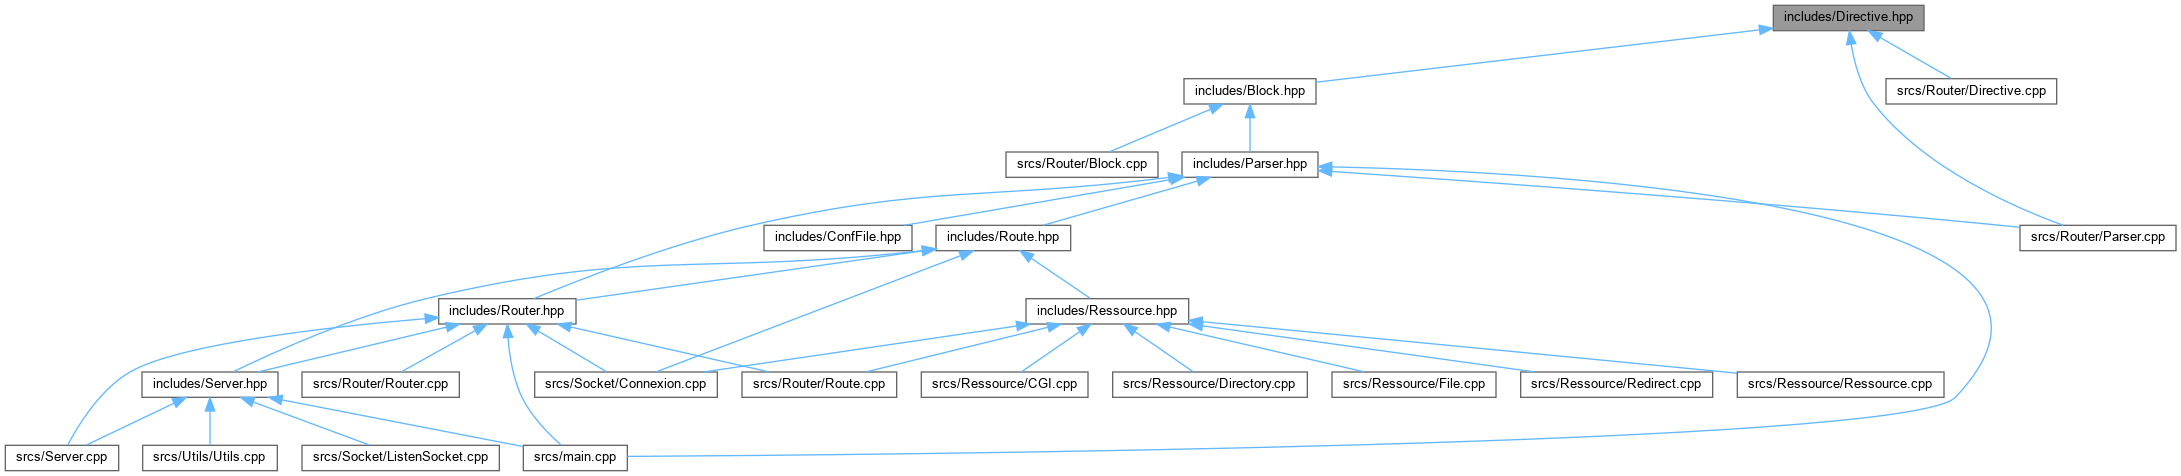 includes/Directive.hpp
includes/Block.hpp
srcs/Router/Directive.cpp
srcs/Router/Block.cpp
includes/Parser.hpp
includes/ConfFile.hpp
includes/Route.hpp
srcs/Router/Parser.cpp
includes/Router.hpp
includes/Ressource.hpp
includes/Server.hpp
srcs/Router/Router.cpp
srcs/Socket/Connexion.cpp
srcs/Router/Route.cpp
srcs/Ressource/CGI.cpp
srcs/Ressource/Directory.cpp
srcs/Ressource/File.cpp
srcs/Ressource/Redirect.cpp
srcs/Ressource/Ressource.cpp
srcs/Server.cpp
srcs/Utils/Utils.cpp
srcs/Socket/ListenSocket.cpp
srcs/main.cpp